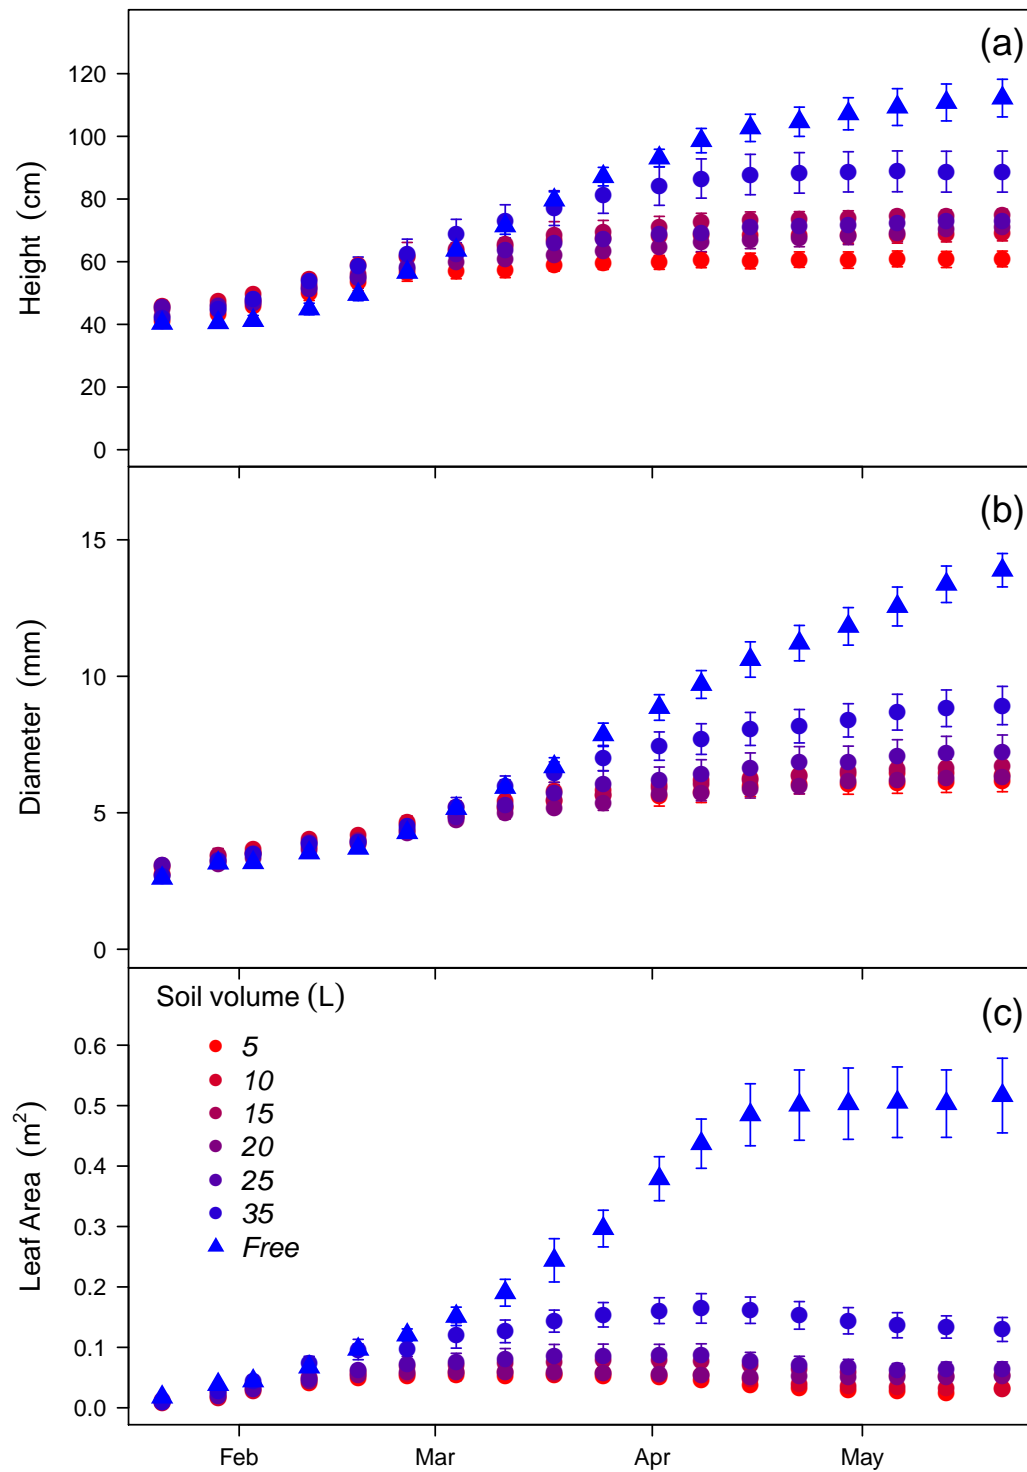 (a)
120
100
80
60
40
20
0
Height (cm)
(b)
15
10
5
0
Diameter (mm)
(c)
Soil volume (L)
5
10
15
20
25
35
Free
0.6
0.5
0.4
0.3
0.2
0.1
0.0
Leaf Area (m²)
Feb Mar Apr May